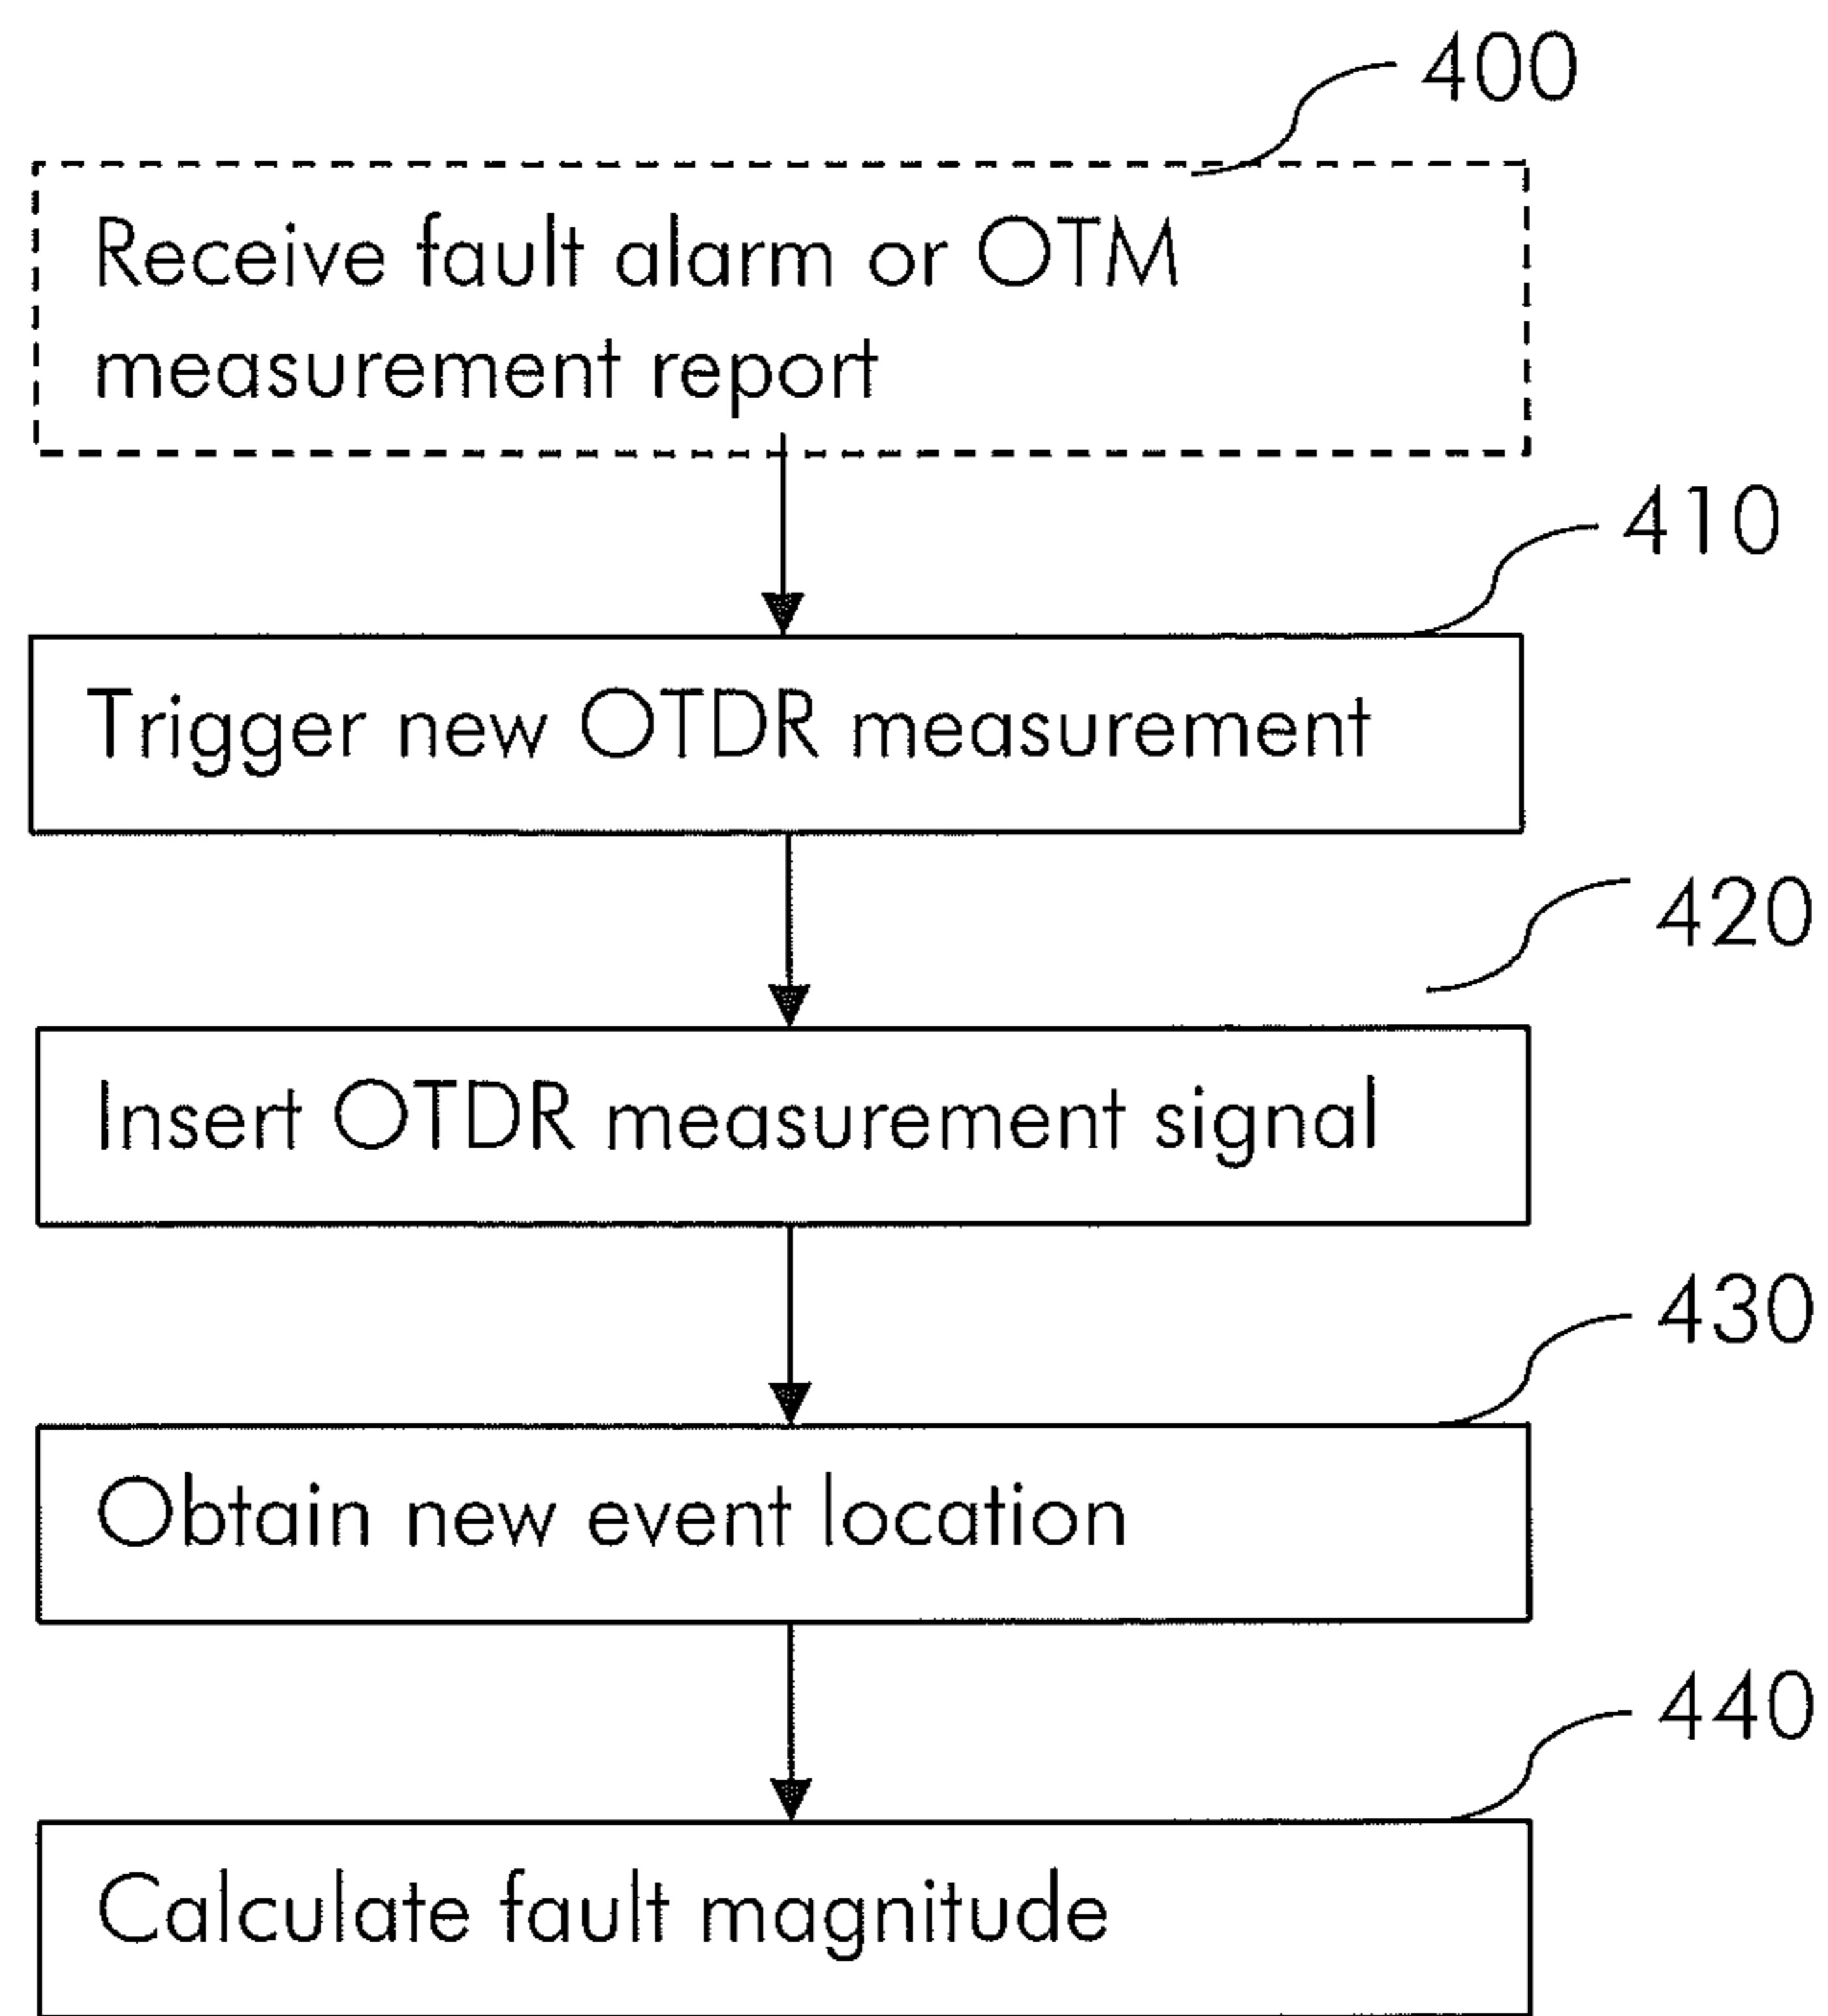 400
Receive fault alarm or OTM
measurement report
410
Trigger new OTDR measurement
420
Insert OTDR measurement signal
430
Obtain new event location
440
Calculate fault magnitude